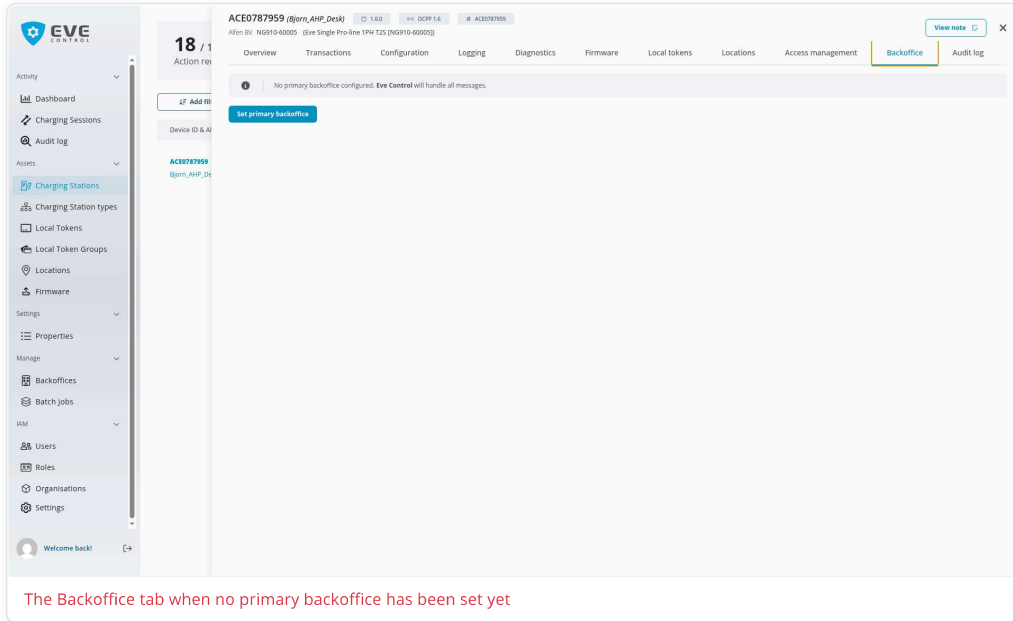 EVE
CONTROL
Activity
Dashboard
Charging Sessions
Audit log
Assets
Charging Stations
Charging Station types
Local Tokens
Local Token Groups
Locations
Firmware
Settings
Properties
Manage
Backoffices
Batch Jobs
IAM
Users
Roles
Organisations
Settings
Welcome back!
18 / 1
Action re
Add fil
Device ID & Al
ACE0787959
Bjorn_AHP_De
ACE0787959 (Bjorn_AHP_Desk) 1.0.0 OCPP 1.6 # ACE0787959
Alfen BV NG910-60005 (Eve Single Pro-line 1PH T2S [NG910-60005])
View note
Overview Transactions Configuration Logging Diagnostics Firmware Local tokens Locations Access management Backoffice Audit log
No primary backoffice configured. Eve Control will handle all messages.
Set primary backoffice
The Backoffice tab when no primary backoffice has been set yet